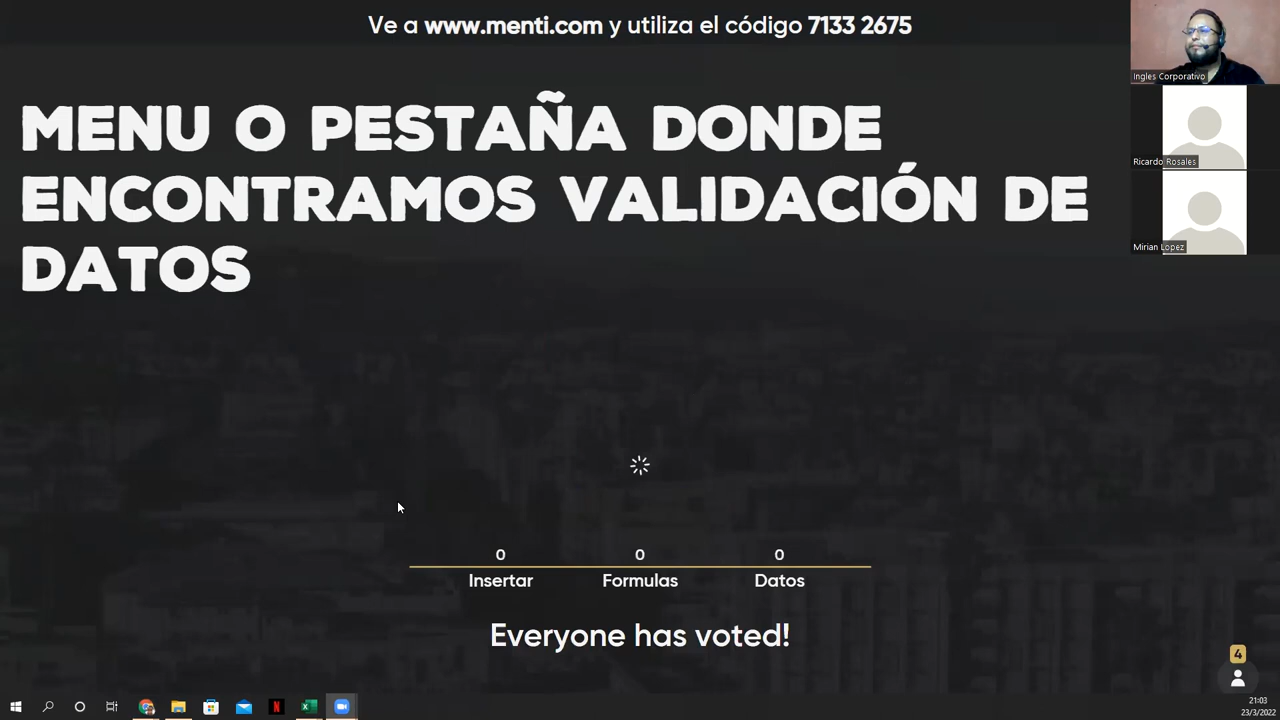 Ve a www.menti.com y utiliza el código 7133 2675
MENU O PESTAÑA DONDE
ENCONTRAMOS VALIDACIÓN DE
DATOS
Ingles Corporativo
Ricardo Rosales
Mirian Lopez
0 0 0
Insertar Formulas Datos
Everyone has voted!
4
21:03
23/3/2022